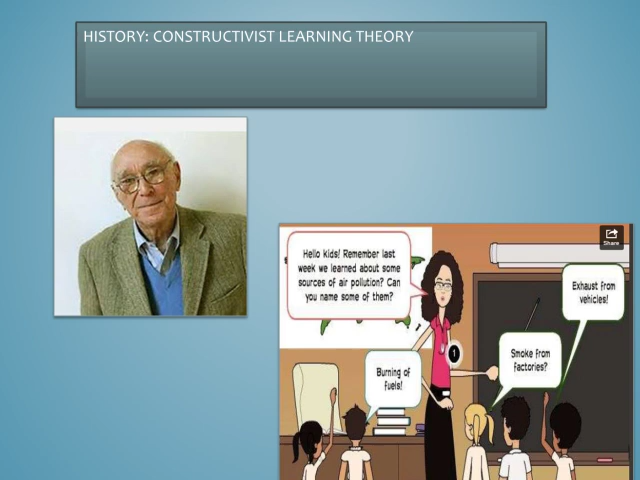 HISTORY: CONSTRUCTIVIST LEARNING THEORY
Share
Hello kids! Remember last
week we learned about some
sources of air pollution? Can
you name some of them?
Exhaust from
vehicles!
1
Smoke from
factories?
Burning of
fuels!